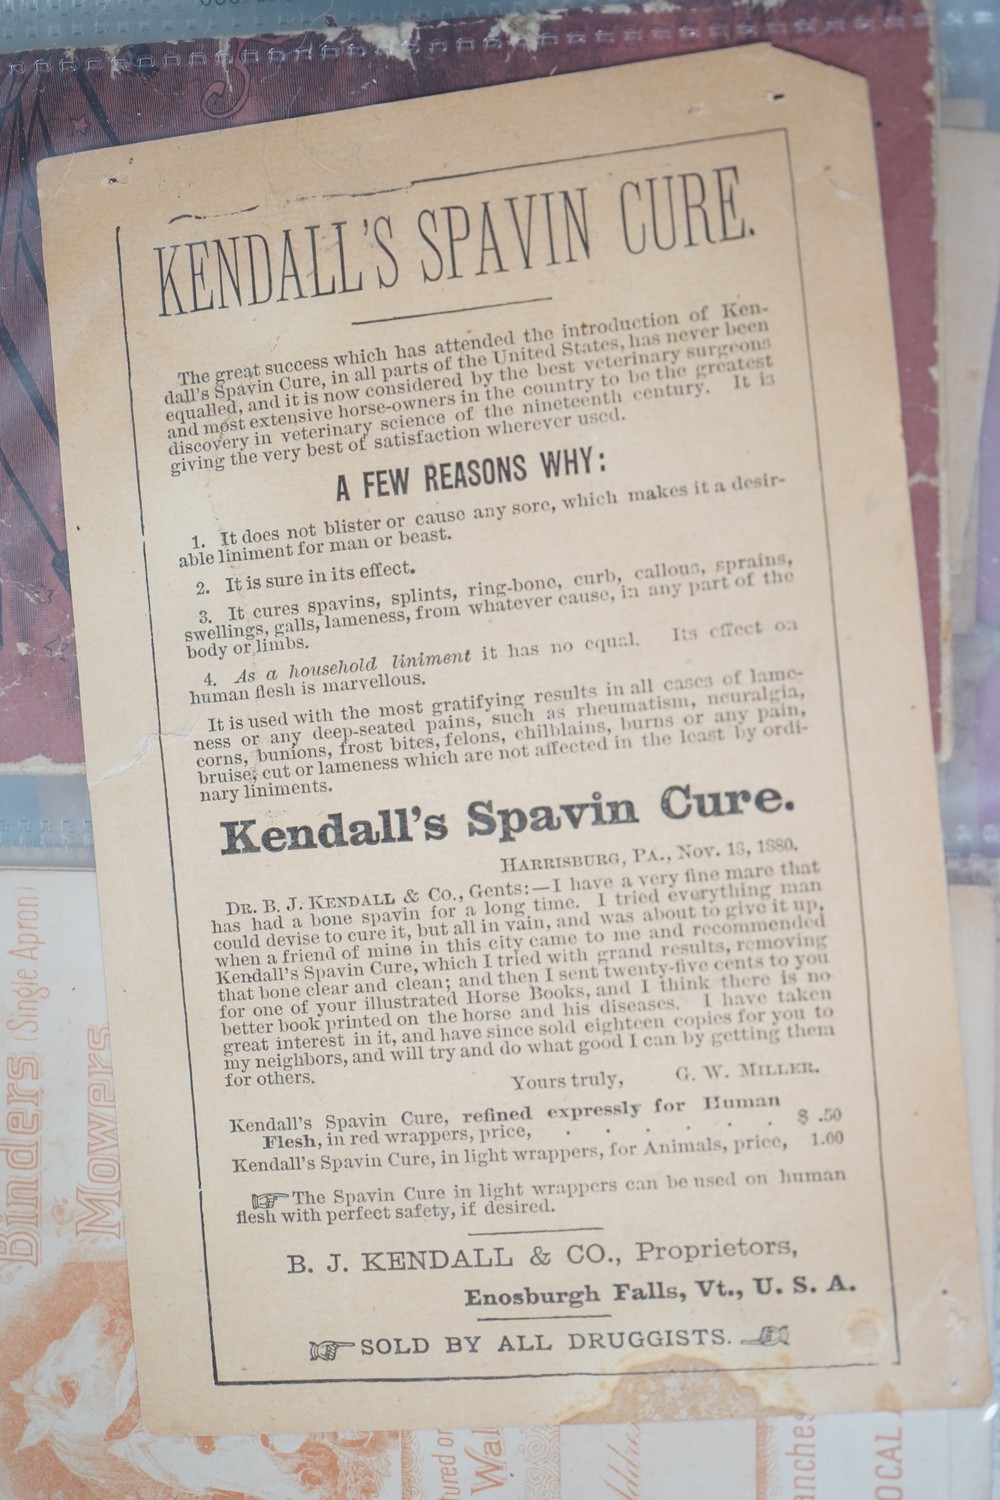 KENDALL'S SPAVIN CURE.
The great success which has attended the introduction of Ken-
dall's Spavin Cure, in all parts of the United States, has never been
equalled, and it is now considered by the best veterinary surgeons
and most extensive horse-owners in the country to be the greatest
discovery in veterinary science of the nineteenth century. It is
giving the very best of satisfaction wherever used.
A FEW REASONS WHY:
1. It does not blister or cause any sore, which makes it a desir-
able liniment for man or beast.
2. It is sure in its effect.
3. It cures spavins, splints, ring-bone, curb, callous, sprains,
swellings, galls, lameness, from whatever cause, in any part of the
body or limbs.
4. As a household liniment it has no equal. Its effect on
human flesh is marvellous.
It is used with the most gratifying results in all cases of lame-
ness or any deep-seated pains, such as rheumatism, neuralgia,
corns, bunions, frost bites, felons, chilblains, burns or any pain,
bruise, cut or lameness which are not affected in the least by ordi-
nary liniments.
Kendall's Spavin Cure.
HARRISBURG, PA., NOV. 13, 1880.
DR. B. J. KENDALL & CO., Gents:—I have a very fine mare that
has had a bone spavin for a long time. I tried everything man
could devise to cure it, but all in vain, and was about to give it up,
when a friend of mine in this city came to me and recommended
Kendall's Spavin Cure, which I tried with grand results, removing
that bone clear and clean; and then I sent twenty-five cents to you
for one of your illustrated Horse Books, and I think there is no
better book printed on the horse and his diseases. I have taken
great interest in it, and have since sold eighteen copies for you to
my neighbors, and will try and do what good I can by getting them
for others.
Yours truly, G. W. MILLER.
Kendall's Spavin Cure, refined expressly for Human
Flesh, in red wrappers, price, . . . . . . $ .50
Kendall's Spavin Cure, in light wrappers, for Animals, price, 1.00
☞ The Spavin Cure in light wrappers can be used on human
flesh with perfect safety, if desired.
B. J. KENDALL & CO., Proprietors,
Enosburgh Falls, Vt., U. S. A.
☞ SOLD BY ALL DRUGGISTS. ☜
Binders (Single Apron)
Mowers